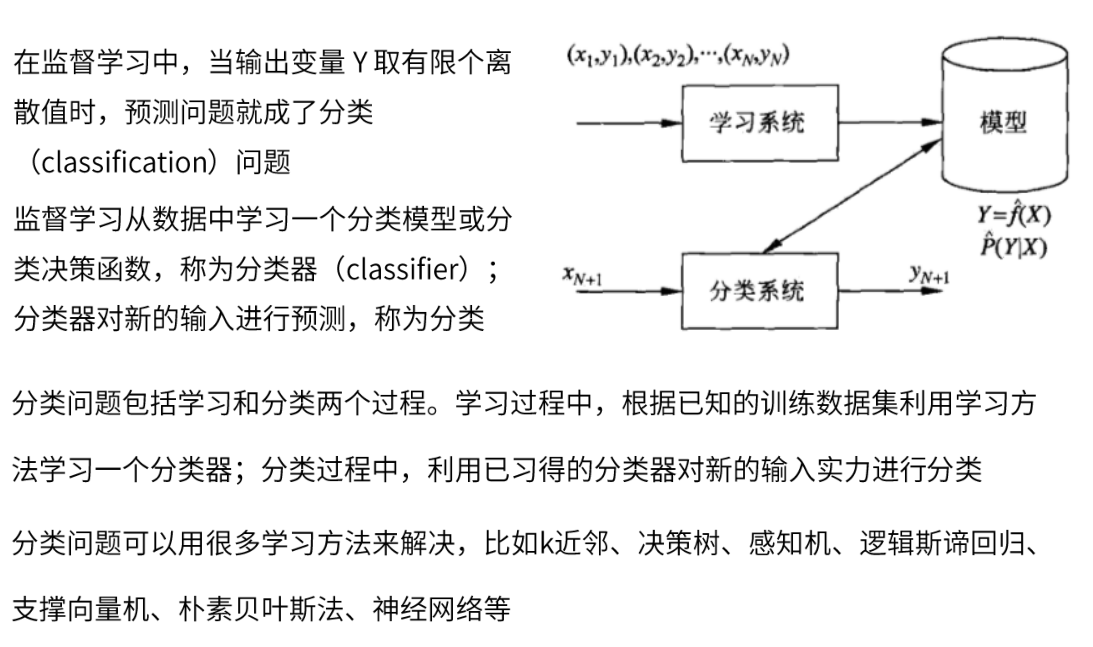 在监督学习中，当输出变量 Y 取有限个离
散值时，预测问题就成了分类
（classification）问题
监督学习从数据中学习一个分类模型或分
类决策函数，称为分类器（classifier）；
分类器对新的输入进行预测，称为分类
(x₁,y₁),(x₂,y₂),···,(x_N,y_N)
学习系统
模型
Y=f̂(X)
P̂(Y|X)
x_{N+1}
分类系统
y_{N+1}
分类问题包括学习和分类两个过程。学习过程中，根据已知的训练数据集利用学习方
法学习一个分类器；分类过程中，利用已习得的分类器对新的输入实力进行分类
分类问题可以用很多学习方法来解决，比如k近邻、决策树、感知机、逻辑斯谛回归、
支撑向量机、朴素贝叶斯法、神经网络等